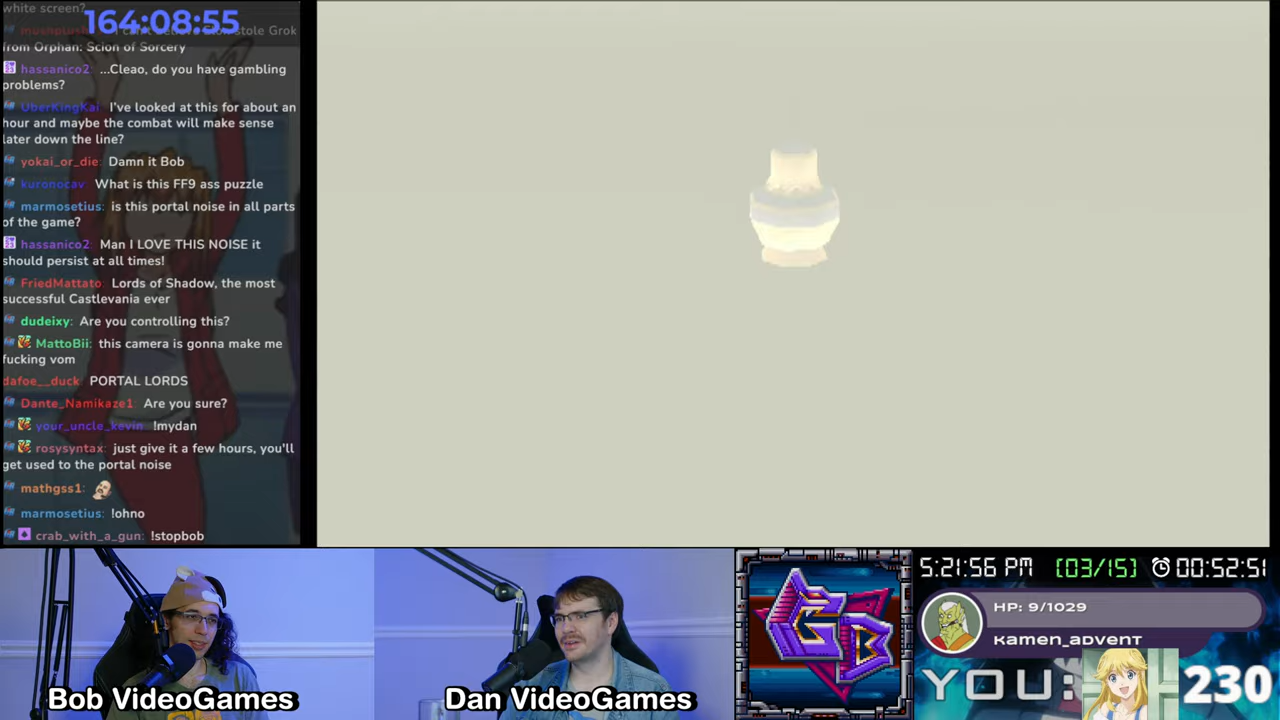 white screen?
164:08:55
stole Grok
from Orphan: Scion of Sorcery
hassanico2: ...Cleao, do you have gambling
problems?
UberKingKai: I've looked at this for about an
hour and maybe the combat will make sense
later down the line?
yokai_or_die: Damn it Bob
kuronocav: What is this FF9 ass puzzle
marmosetius: is this portal noise in all parts
of the game?
hassanico2: Man I LOVE THIS NOISE it
should persist at all times!
FriedMattato: Lords of Shadow, the most
successful Castlevania ever
dudeixy: Are you controlling this?
MattoBii: this camera is gonna make me
fucking vom
dafoe__duck: PORTAL LORDS
Dante_Namikaze1: Are you sure?
your_uncle_kevin: !mydan
rosysyntax: just give it a few hours, you'll
get used to the portal noise
mathgss1:
marmosetius: !ohno
crab_with_a_gun: !stopbob
Bob VideoGames
Dan VideoGames
GB
5:21:56 PM [03/15] 00:52:51
HP: 9/1029
Kamen_Advent
YOU: 230